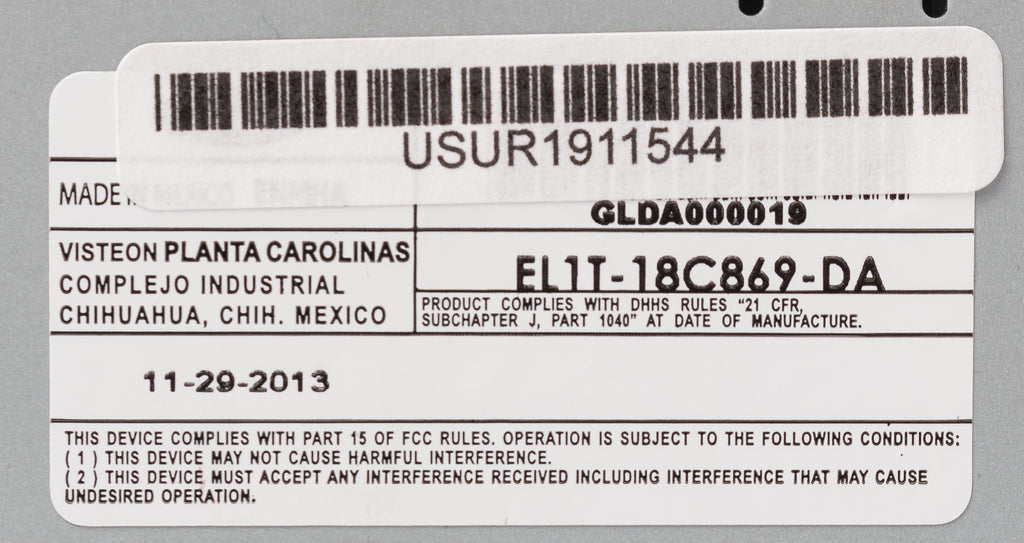 USUR1911544
MADE
GLDA000019
VISTEON PLANTA CAROLINAS
COMPLEJO INDUSTRIAL
CHIHUAHUA, CHIH. MEXICO
EL1T-18C869-DA
PRODUCT COMPLIES WITH DHHS RULES "21 CFR,
SUBCHAPTER J, PART 1040" AT DATE OF MANUFACTURE.
11-29-2013
THIS DEVICE COMPLIES WITH PART 15 OF FCC RULES. OPERATION IS SUBJECT TO THE FOLLOWING CONDITIONS:
( 1 ) THIS DEVICE MAY NOT CAUSE HARMFUL INTERFERENCE.
( 2 ) THIS DEVICE MUST ACCEPT ANY INTERFERENCE RECEIVED INCLUDING INTERFERENCE THAT MAY CAUSE
UNDESIRED OPERATION.